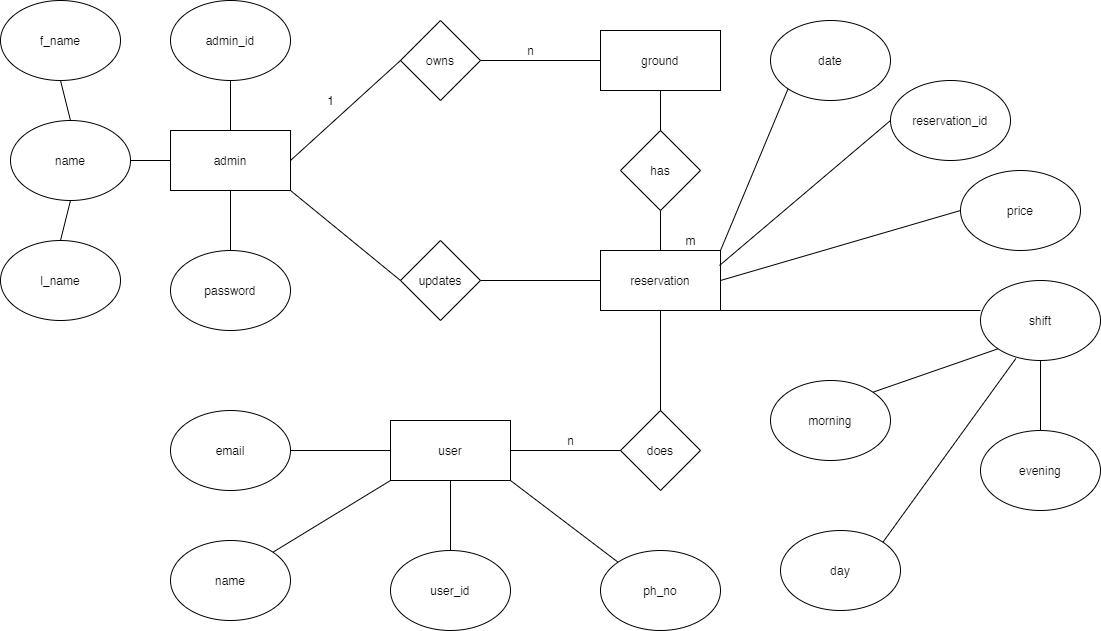 f_name
admin_id
owns
n
ground
date
1
reservation_id
name
admin
has
price
m
l_name
password
updates
reservation
shift
morning
email
user
n
does
evening
name
user_id
ph_no
day